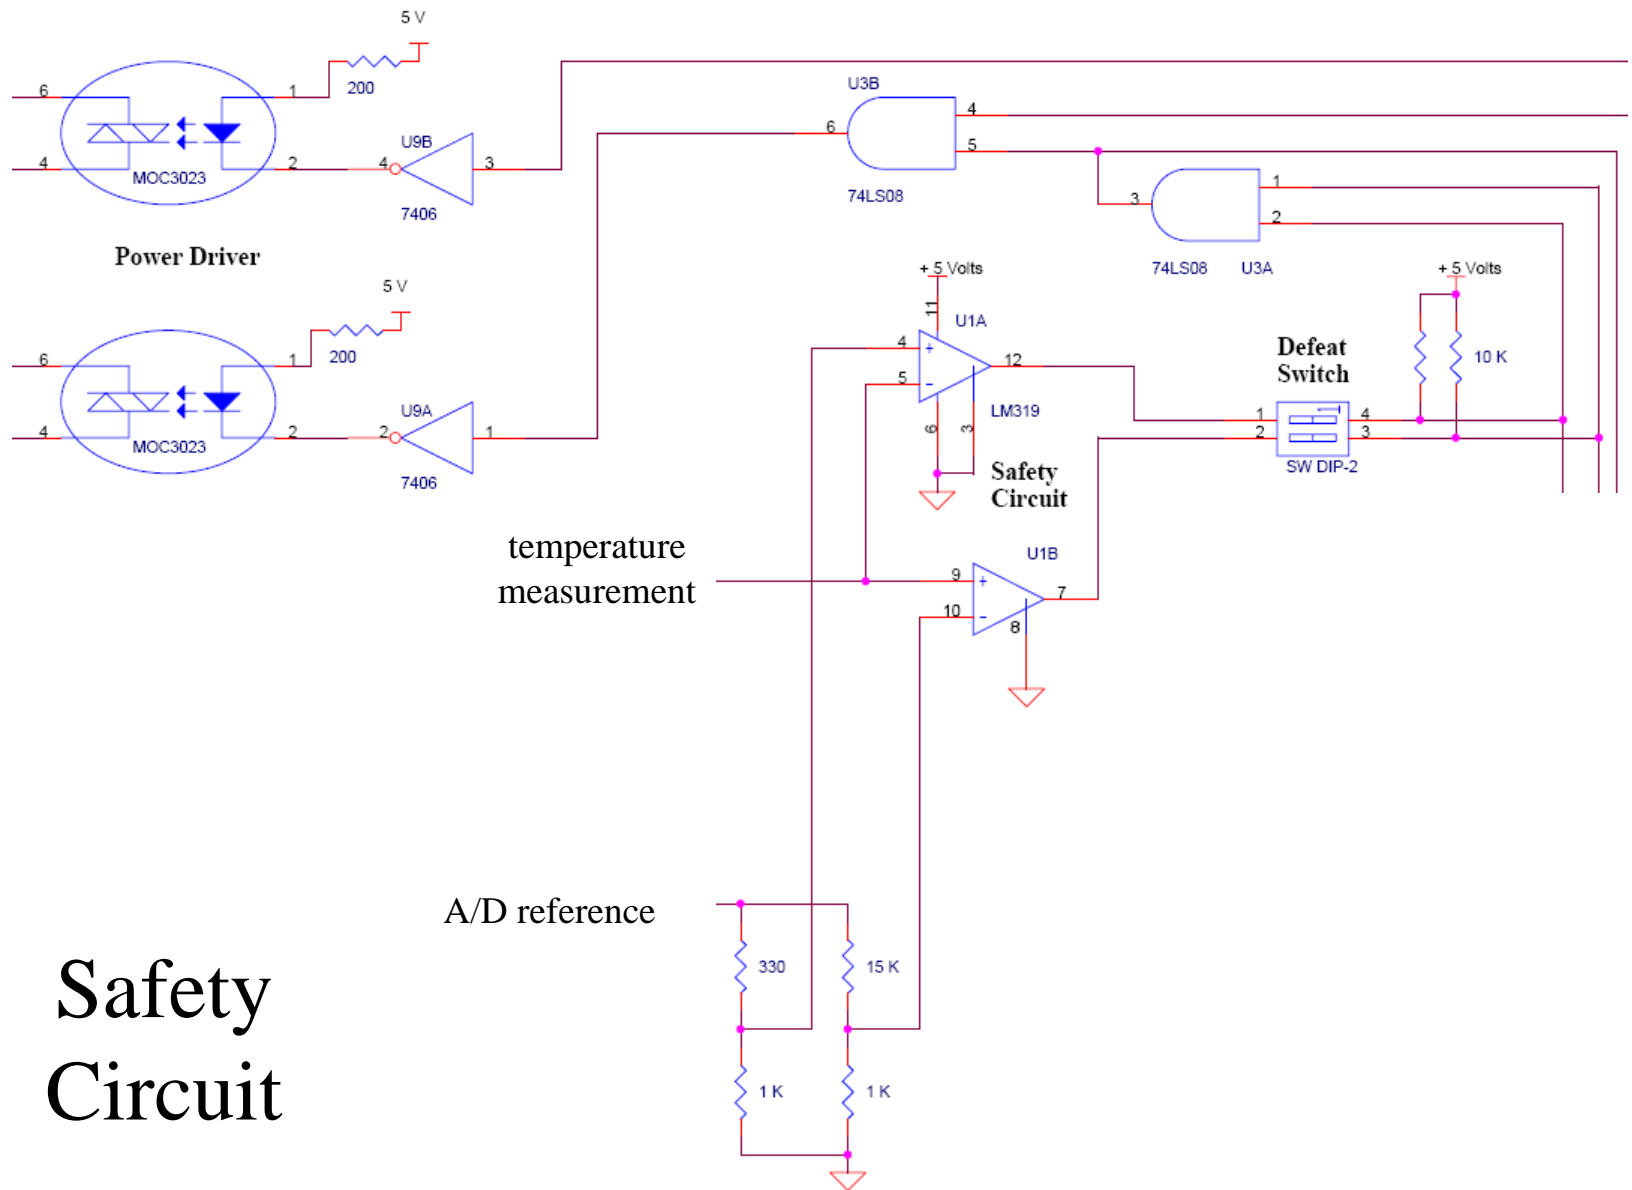 5 V
200
6
1
4
2
MOC3023
U9B
4
3
7406
Power Driver
U3B
6
4
5
74LS08
3
1
2
74LS08
U3A
5 V
200
6
1
4
2
MOC3023
U9A
2
1
7406
+ 5 Volts
11
U1A
4
+
5
-
12
LM319
6
3
Safety
Circuit
+ 5 Volts
10 K
Defeat
Switch
1
2
4
3
SW DIP-2
temperature
measurement
U1B
9
+
10
-
7
8
A/D reference
330
15 K
1 K
1 K
Safety
Circuit